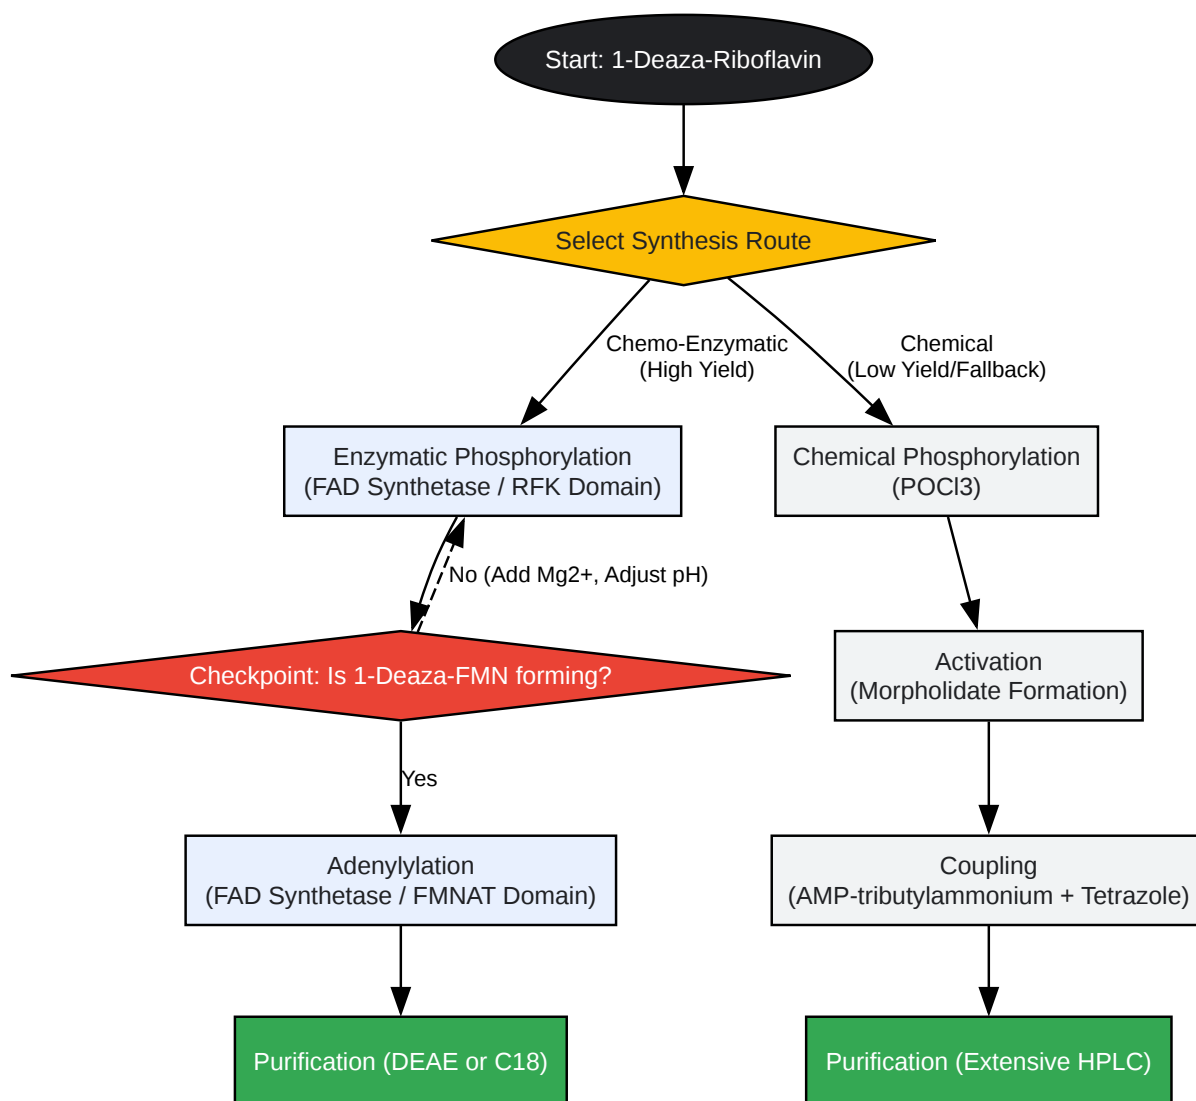 Start: 1-Deaza-Riboflavin
Select Synthesis Route
Chemo-Enzymatic
(High Yield)
Chemical
(Low Yield/Fallback)
Enzymatic Phosphorylation
(FAD Synthetase / RFK Domain)
Chemical Phosphorylation
(POCl3)
No (Add Mg2+, Adjust pH)
Checkpoint: Is 1-Deaza-FMN forming?
Activation
(Morpholidate Formation)
Yes
Adenylylation
(FAD Synthetase / FMNAT Domain)
Coupling
(AMP-tributylammonium + Tetrazole)
Purification (DEAE or C18)
Purification (Extensive HPLC)